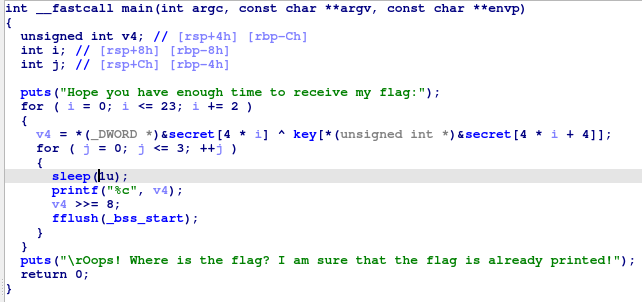 int __fastcall main(int argc, const char **argv, const char **envp)
{
  unsigned int v4; // [rsp+4h] [rbp-Ch]
  int i; // [rsp+8h] [rbp-8h]
  int j; // [rsp+Ch] [rbp-4h]

  puts("Hope you have enough time to receive my flag:");
  for ( i = 0; i <= 23; i += 2 )
  {
    v4 = *(_DWORD *)&secret[4 * i] ^ key[*(unsigned int *)&secret[4 * i + 4]];
    for ( j = 0; j <= 3; ++j )
    {
      sleep(1u);
      printf("%c", v4);
      v4 >>= 8;
      fflush(_bss_start);
    }
  }
  puts("\rOops! Where is the flag? I am sure that the flag is already printed!");
  return 0;
}